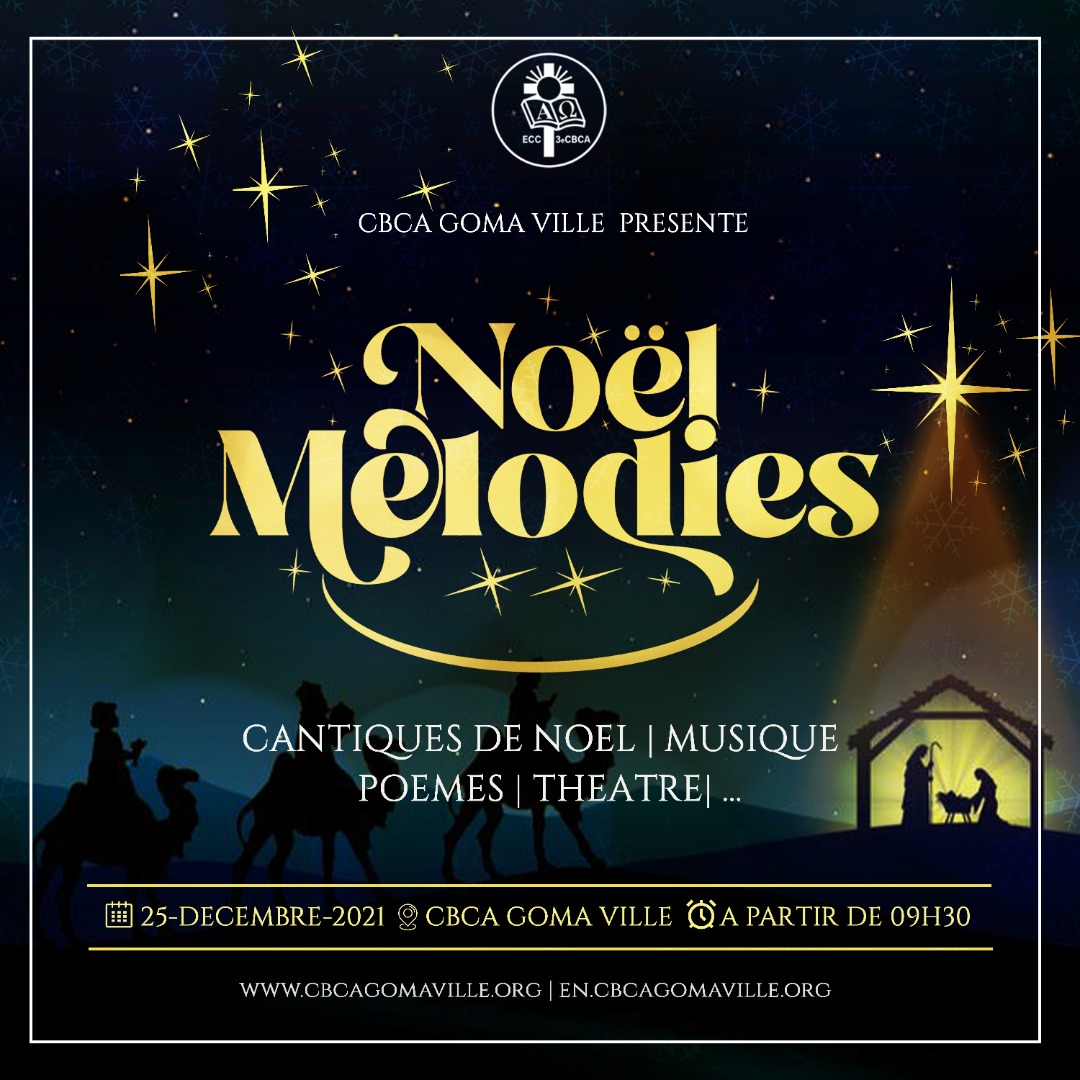 ΑΩ
ECC 3eCBCA
CBCA GOMA VILLE PRESENTE
Noël
Melodies
CANTIQUES DE NOEL | MUSIQUE
POEMES | THEATRE| ...
25-DECEMBRE-2021 CBCA GOMA VILLE A PARTIR DE 09H30
WWW.CBCAGOMAVILLE.ORG | EN.CBCAGOMAVILLE.ORG